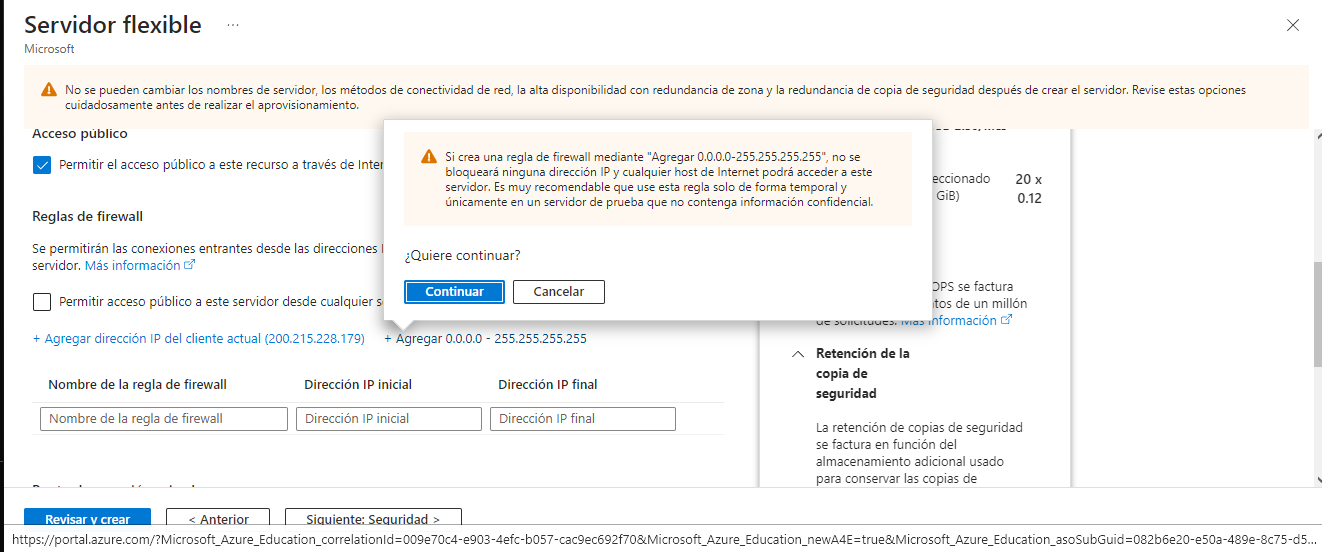 Servidor flexible ...
Microsoft
No se pueden cambiar los nombres de servidor, los métodos de conectividad de red, la alta disponibilidad con redundancia de zona y la redundancia de copia de seguridad después de crear el servidor. Revise estas opciones
cuidadosamente antes de realizar el aprovisionamiento.
Acceso público
Permitir el acceso público a este recurso a través de
Si crea una regla de firewall mediante "Agregar 0.0.0.0-255.255.255.255", no se
bloqueará ninguna dirección IP y cualquier host de Internet podrá acceder a este
servidor. Es muy recomendable que use esta regla solo de forma temporal y
únicamente en un servidor de prueba que no contenga información confidencial.
¿Quiere continuar?
Continuar
Cancelar
Reglas de firewall
Se permitirán las conexiones entrantes desde las direcciones
servidor. Más información
Permitir acceso público a este servidor desde cualquier
+ Agregar dirección IP del cliente actual (200.215.228.179)
+ Agregar 0.0.0.0 - 255.255.255.255
Nombre de la regla de firewall
Dirección IP inicial
Dirección IP final
Nombre de la regla de firewall
Dirección IP inicial
Dirección IP final
20 x
GiB)
0.12
se factura
de un millón
de solicitudes. Más información
Retención de la
copia de
seguridad
La retención de copias de seguridad
se factura en función del
almacenamiento adicional usado
para conservar las copias de
Revisar y crear
< Anterior
Siguiente: Seguridad >
https://portal.azure.com/?Microsoft_Azure_Education_correlationId=009e70c4-e903-4efc-b057-cac9ec692f70&Microsoft_Azure_Education_newA4E=true&Microsoft_Azure_Education_asoSubGuid=082b6e20-e50a-489e-8c75-d5...